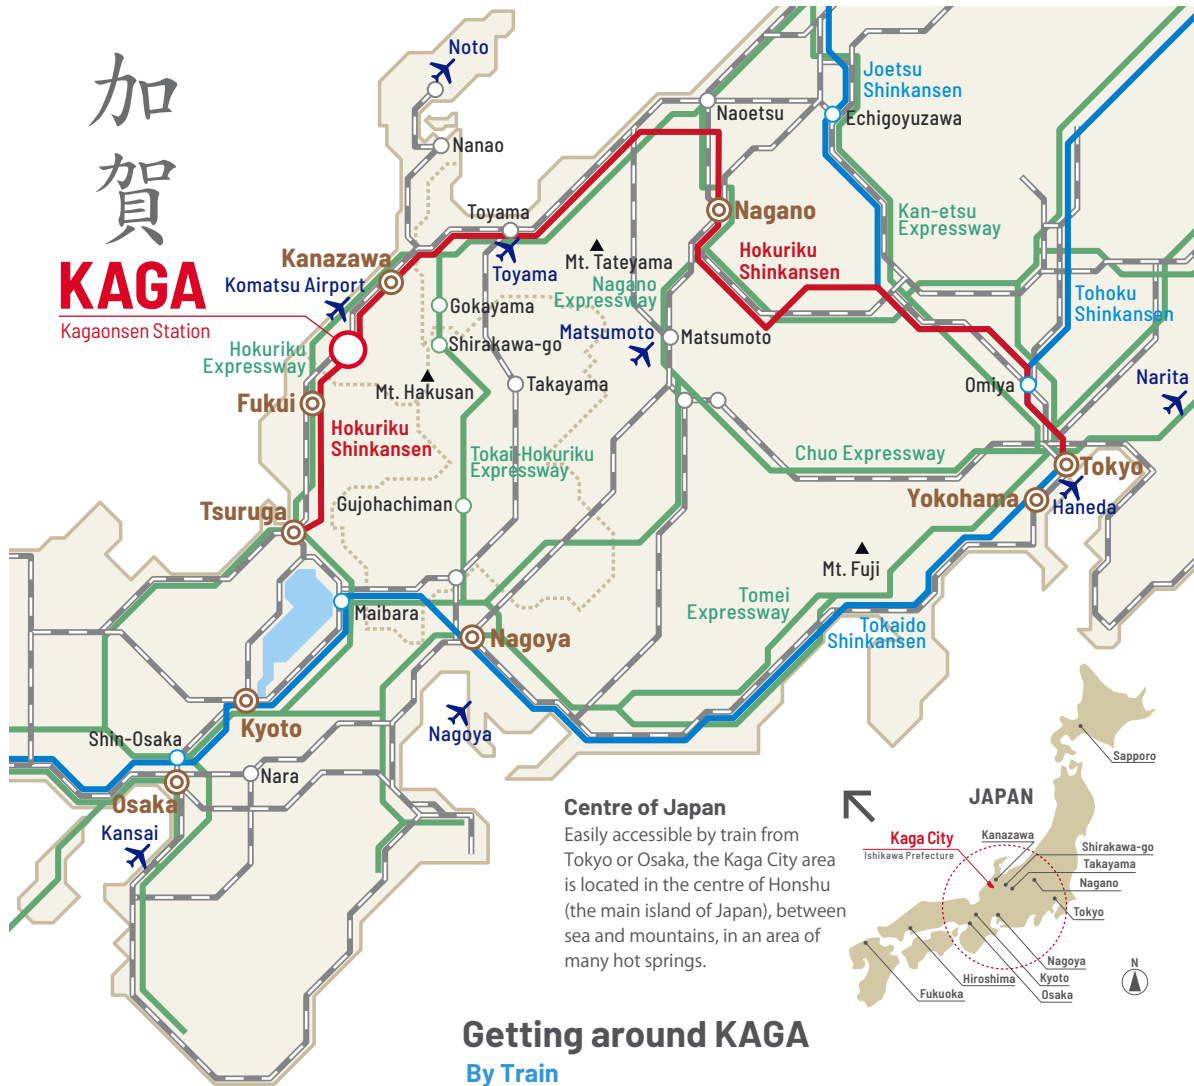 加
賀
KAGA
Kagaonsen Station
Noto
Nanao
Naoetsu
Joetsu
Shinkansen
Echigoyuzawa
Toyama
Toyama
Kanazawa
Komatsu Airport
Mt. Tateyama
Nagano
Hokuriku
Shinkansen
Kan-etsu
Expressway
Nagano
Expressway
Gokayama
Shirakawa-go
Matsumoto
Matsumoto
Tohoku
Shinkansen
Hokuriku
Expressway
Mt. Hakusan
Takayama
Omiya
Narita
Fukui
Hokuriku
Shinkansen
Tokai-Hokuriku
Expressway
Chuo Expressway
Tokyo
Yokohama
Haneda
Tsuruga
Gujohachiman
Mt. Fuji
Maibara
Nagoya
Tomei
Expressway
Tokaido
Shinkansen
Kyoto
Nagoya
Shin-Osaka
Nara
Osaka
Kansai
Centre of Japan
Easily accessible by train from
Tokyo or Osaka, the Kaga City area
is located in the centre of Honshu
(the main island of Japan), between
sea and mountains, in an area of
many hot springs.
JAPAN
Sapporo
Kaga City
Ishikawa Prefecture
Kanazawa
Shirakawa-go
Takayama
Nagano
Tokyo
Nagoya
Kyoto
Osaka
Hiroshima
Fukuoka
N
Getting around KAGA
By Train